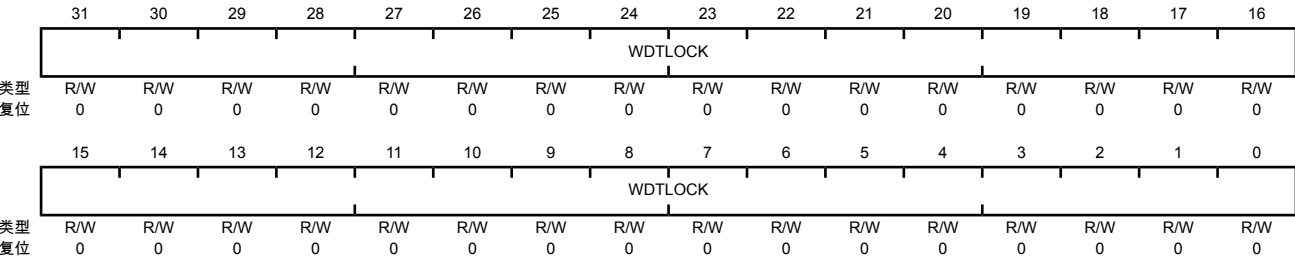 31 30 29 28 27 26 25 24 23 22 21 20 19 18 17 16
WDTLOCK
类型 R/W R/W R/W R/W R/W R/W R/W R/W R/W R/W R/W R/W R/W R/W R/W R/W
复位 0 0 0 0 0 0 0 0 0 0 0 0 0 0 0 0
15 14 13 12 11 10 9 8 7 6 5 4 3 2 1 0
WDTLOCK
类型 R/W R/W R/W R/W R/W R/W R/W R/W R/W R/W R/W R/W R/W R/W R/W R/W
复位 0 0 0 0 0 0 0 0 0 0 0 0 0 0 0 0